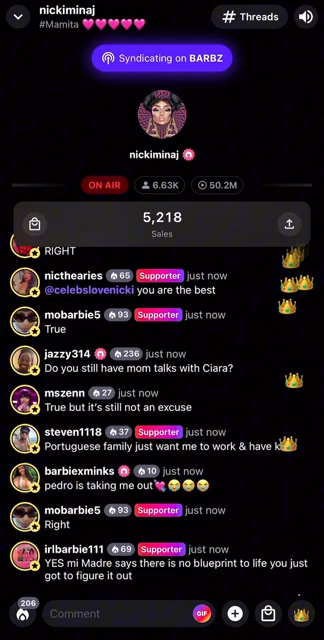 nickiminaj
#Mamita 💗💗💗💗💗
# Threads
Syndicating on BARBZ
nickiminaj
ON AIR
6.63K
50.2M
5,218
Sales
RIGHT
nicthearies 65 Supporter just now
@celebslovenicki you are the best
mobarbie5 93 Supporter just now
True
jazzy314 236 just now
Do you still have mom talks with Ciara?
mszenn 27 just now
True but it's still not an excuse
steven1118 37 Supporter just now
Portuguese family just want me to work & have k
barbiexminks 10 just now
pedro is taking me out💘😭😭😭
mobarbie5 93 Supporter just now
Right
irlbarbie111 69 Supporter just now
YES mi Madre says there is no blueprint to life you just
got to figure it out
206
Comment
GIF